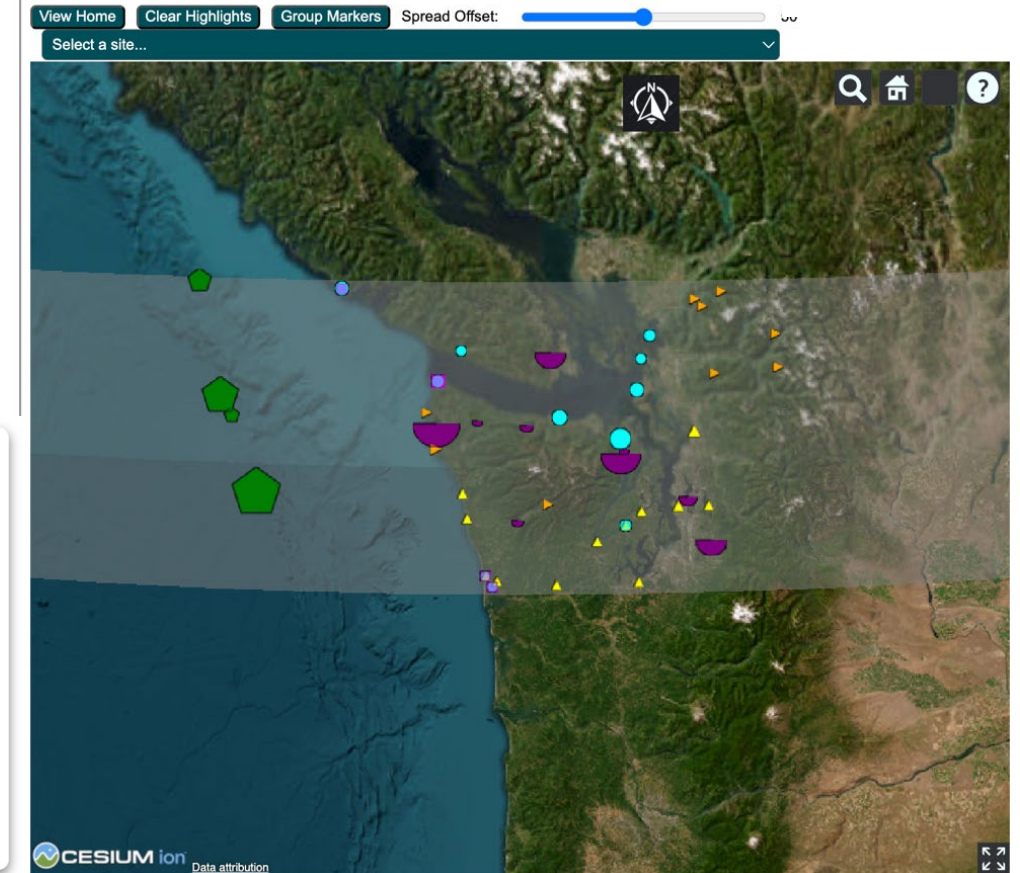 View Home Clear Highlights Group Markers Spread Offset:
Select a site...
N
?
CESIUM ion
Data attribution